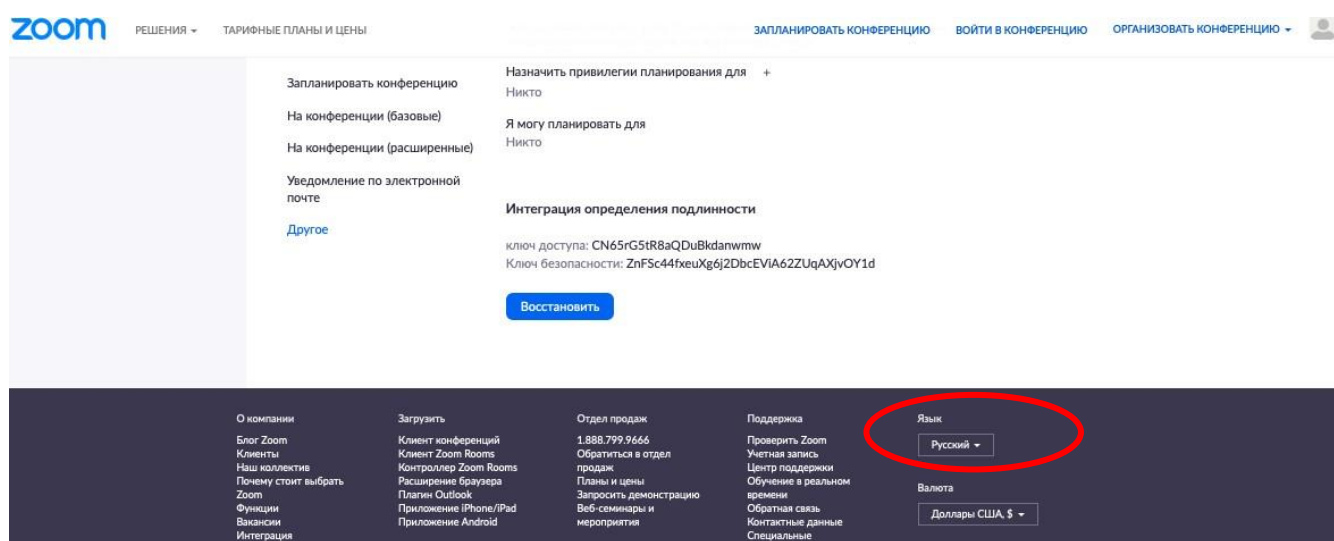 zoom
РЕШЕНИЯ
ТАРИФНЫЕ ПЛАНЫ И ЦЕНЫ
ЗАПЛАНИРОВАТЬ КОНФЕРЕНЦИЮ
ВОЙТИ В КОНФЕРЕНЦИЮ
ОРГАНИЗОВАТЬ КОНФЕРЕНЦИЮ
Запланировать конференцию
На конференции (базовые)
На конференции (расширенные)
Уведомление по электронной
почте
Другое
Назначить привилегии планирования для +
Никто
Я могу планировать для
Никто
Интеграция определения подлинности
ключ доступа: CN65rG5tR8aQDuBkdanwmw
Ключ безопасности: ZnFSc44fxeuXg6j2DbcEViA62ZUqAXjvOY1d
Восстановить
О компании
Блог Zoom
Клиенты
Наш коллектив
Почему стоит выбрать
Zoom
Функции
Вакансии
Интеграция
Загрузить
Клиент конференций
Клиент Zoom Rooms
Контроллер Zoom Rooms
Расширение браузера
Плагин Outlook
Приложение iPhone/iPad
Приложение Android
Отдел продаж
1.888.799.9666
Обратиться в отдел
продаж
Планы и цены
Запросить демонстрацию
Веб-семинары и
мероприятия
Поддержка
Проверить Zoom
Учетная запись
Центр поддержки
Обучение в реальном
времени
Обратная связь
Контактные данные
Специальные
Язык
Русский
Валюта
Доллары США, $